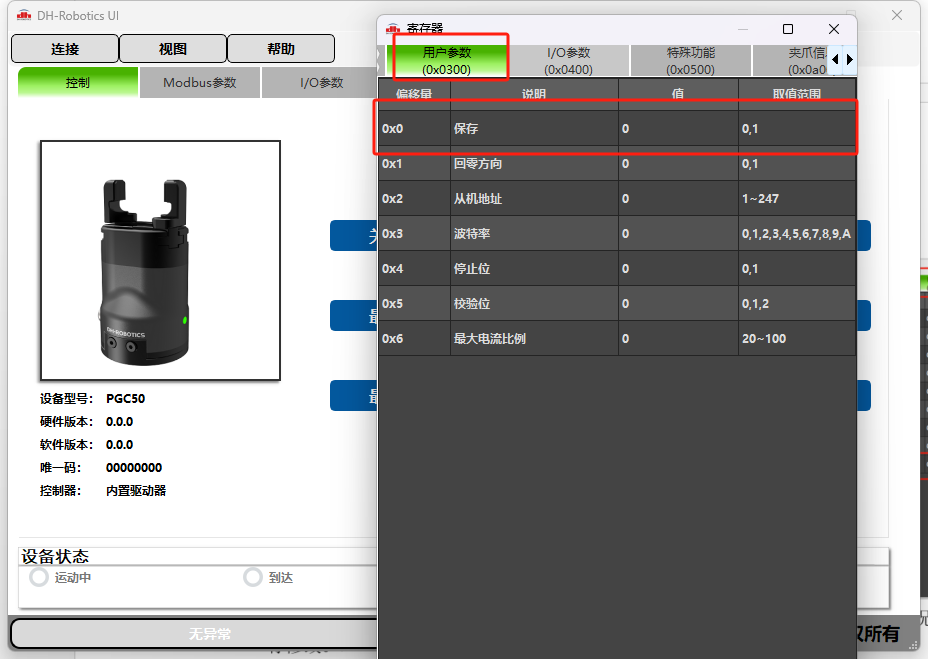 DH-Robotics UI
连接
视图
帮助
控制
Modbus参数
I/O参数
DH-ROBOTICS
设备型号： PGC50
硬件版本： 0.0.0
软件版本： 0.0.0
唯一码： 00000000
控制器： 内置驱动器
设备状态
运动中
到达
无异常
权所有
寄存器
用户参数
(0x0300)
I/O参数
(0x0400)
特殊功能
(0x0500)
夹爪信
(0x0a0
偏移量 说明 值 取值范围
0x0 保存 0 0,1
0x1 回零方向 0 0,1
0x2 从机地址 0 1~247
0x3 波特率 0 0,1,2,3,4,5,6,7,8,9,A
0x4 停止位 0 0,1
0x5 校验位 0 0,1,2
0x6 最大电流比例 0 20~100